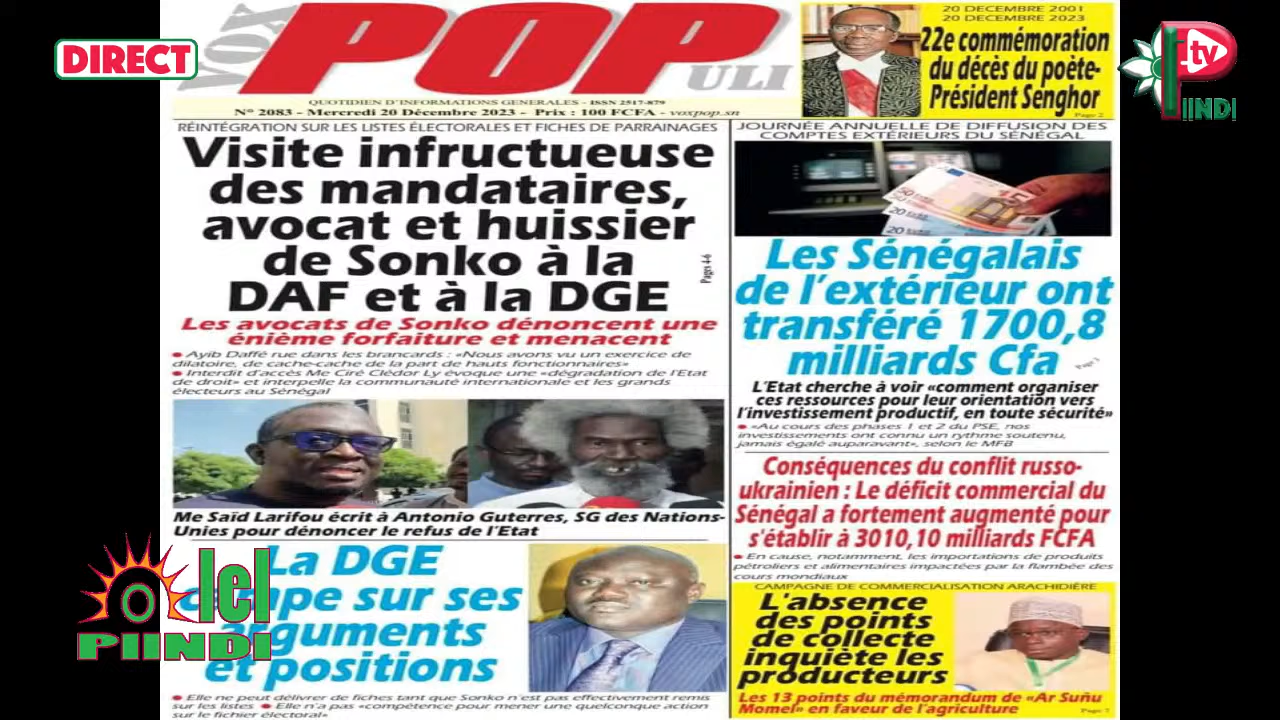 DIRECT
VOX POPULI
QUOTIDIEN D'INFORMATIONS GENERALES - ISSN 2517-879
N° 2083 - Mercredi 20 Décembre 2023 - Prix : 100 FCFA - voxpop.sn
20 DECEMBRE 2001
20 DECEMBRE 2023
22e commémoration
du décès du poète-
Président Senghor
Page 2
tv
PIINDI
RÉINTÉGRATION SUR LES LISTES ÉLECTORALES ET FICHES DE PARRAINAGES
Visite infructueuse
des mandataires,
avocat et huissier
de Sonko à la
DAF et à la DGE
Pages 4-6
Les avocats de Sonko dénoncent une
énième forfaiture et menacent
• Ayib Daffé rue dans les brancards : «Nous avons vu un exercice de
dilatoire, de cache-cache de la part de hauts fonctionnaires»
• Interdit d'accès Me Ciré Clédor Ly évoque une «dégradation de l'Etat
de droit» et interpelle la communauté internationale et les grands
électeurs au Sénégal
Me Saïd Larifou écrit à Antonio Guterres, SG des Nations-
Unies pour dénoncer le refus de l'Etat
La DGE
campe sur ses
arguments
et positions
• Elle ne peut délivrer de fiches tant que Sonko n'est pas effectivement remis
sur les listes • Elle n'a pas «compétence pour mener une quelconque action
sur le fichier électoral»
JOURNÉE ANNUELLE DE DIFFUSION DES
COMPTES EXTÉRIEURS DU SÉNÉGAL
Les Sénégalais
de l'extérieur ont
transféré 1700,8
milliards Cfa
L'Etat cherche à voir «comment organiser
ces ressources pour leur orientation vers
l'investissement productif, en toute sécurité»
• «Au cours des phases 1 et 2 du PSE, nos
investissements ont connu un rythme soutenu,
jamais égalé auparavant», selon le MFB
Conséquences du conflit russo-
ukrainien : Le déficit commercial du
Sénégal a fortement augmenté pour
s'établir à 3010,10 milliards FCFA
• En cause, notamment, les importations de produits
pétroliers et alimentaires impactées par la flambée des
cours mondiaux
CAMPAGNE DE COMMERCIALISATION ARACHIDIÈRE
L'absence
des points
de collecte
inquiète les
producteurs
Les 13 points du mémorandum de «Ar Suñu
Momel» en faveur de l'agriculture
Page 7
lel
PIINDI